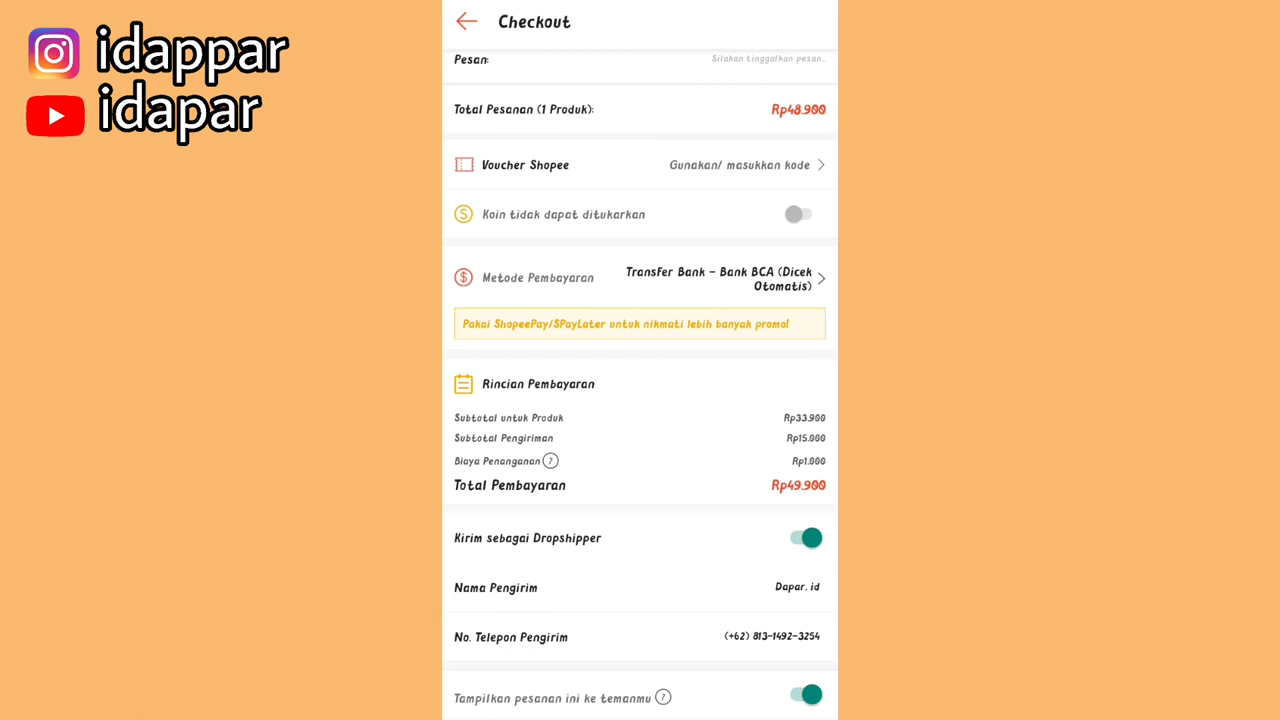 idappar
idapar
Checkout
Pesan: Silakan tinggalkan pesan...
Total Pesanan (1 Produk): Rp48.900
Voucher Shopee Gunakan/ masukkan kode
Koin tidak dapat ditukarkan
Metode Pembayaran Transfer Bank - Bank BCA (Dicek
Otomatis)
Pakai ShopeePay/SPayLater untuk nikmati lebih banyak promo!
Rincian Pembayaran
Subtotal untuk Produk Rp33.900
Subtotal Pengiriman Rp15.000
Biaya Penanganan ? Rp1.000
Total Pembayaran Rp49.900
Kirim sebagai Dropshipper
Nama Pengirim Dapar. id
No. Telepon Pengirim (+62) 813-1492-3254
Tampilkan pesanan ini ke temanmu ?